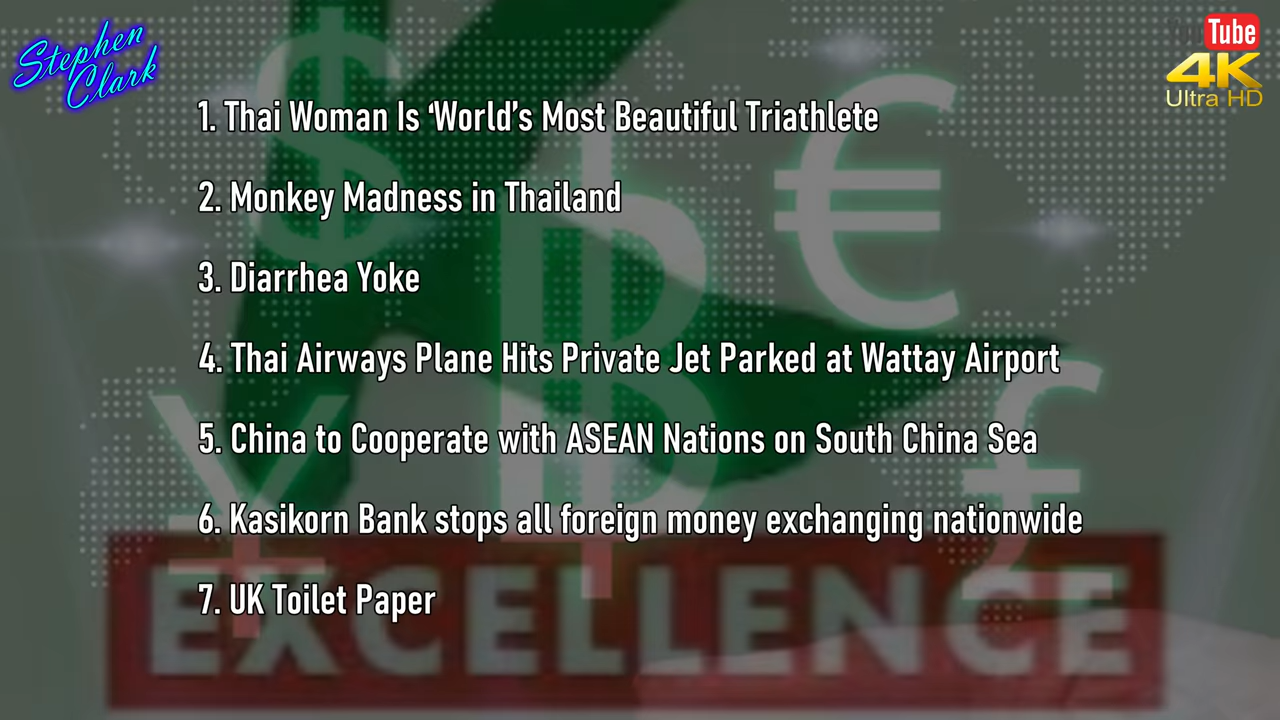 Stephen
Clark
YouTube
4K
Ultra HD
1. Thai Woman Is ‘World’s Most Beautiful Triathlete
2. Monkey Madness in Thailand
3. Diarrhea Yoke
4. Thai Airways Plane Hits Private Jet Parked at Wattay Airport
5. China to Cooperate with ASEAN Nations on South China Sea
6. Kasikorn Bank stops all foreign money exchanging nationwide
7. UK Toilet Paper
$ ฿ €
¥ £
EXCELLENCE